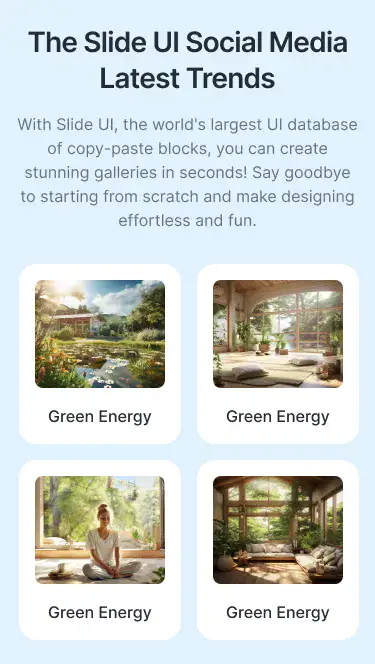 The Slide UI Social Media
Latest Trends
With Slide UI, the world's largest UI database
of copy-paste blocks, you can create
stunning galleries in seconds! Say goodbye
to starting from scratch and make designing
effortless and fun.
Green Energy
Green Energy
Green Energy
Green Energy